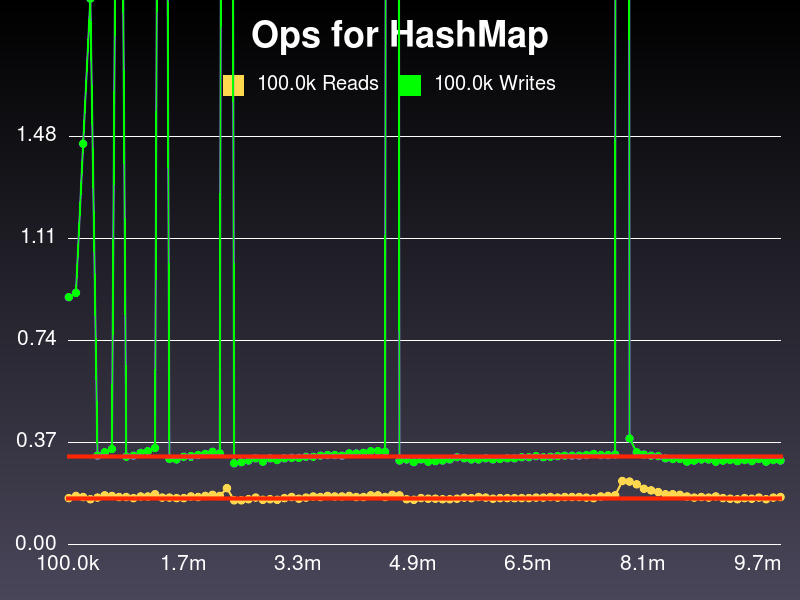 Ops for HashMap
100.0k Reads 100.0k Writes
1.48
1.11
0.74
0.37
0.00
100.0k 1.7m 3.3m 4.9m 6.5m 8.1m 9.7m